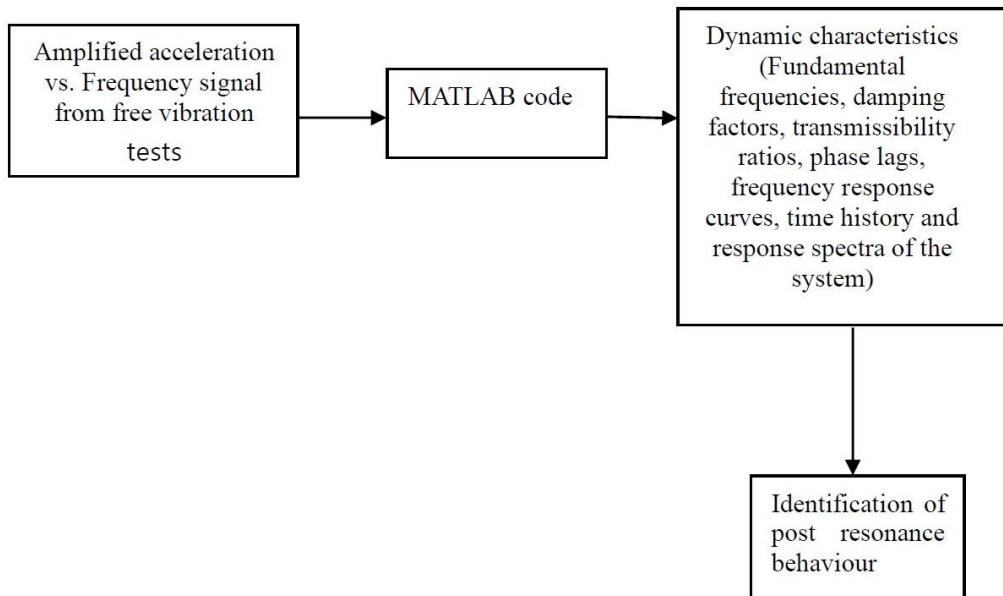 Amplified acceleration
vs. Frequency signal
from free vibration
tests
MATLAB code
Dynamic characteristics
(Fundamental
frequencies, damping
factors, transmissibility
ratios, phase lags,
frequency response
curves, time history and
response spectra of the
system)
Identification of
post resonance
behaviour